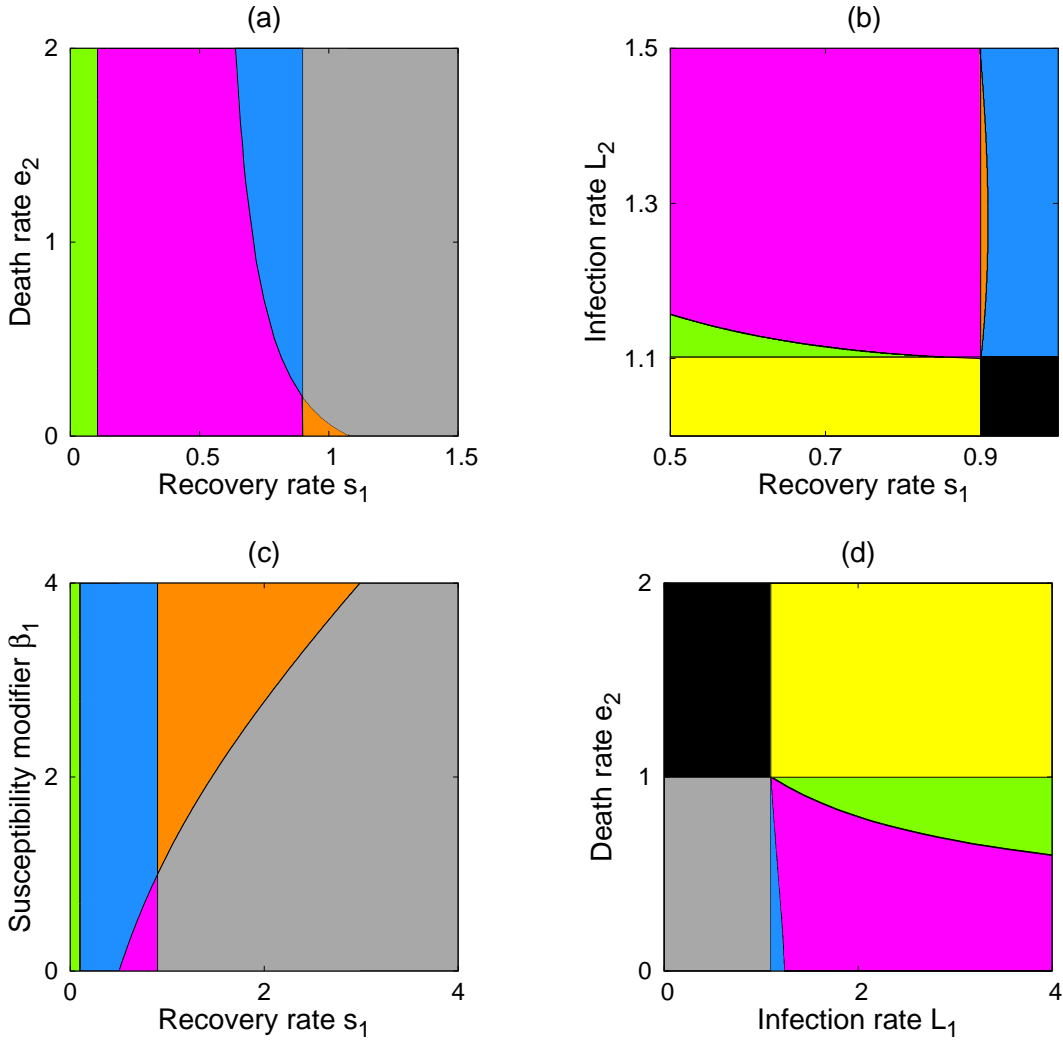 (a)
2
1
0
Death rate e2
0 0.5 1 1.5
Recovery rate s1
(b)
1.5
1.3
1.1
Infection rate L2
0.5 0.7 0.9
Recovery rate s1
(c)
4
2
0
Susceptibility modifier β1
0 2 4
Recovery rate s1
(d)
2
1
0
Death rate e2
0 2 4
Infection rate L1